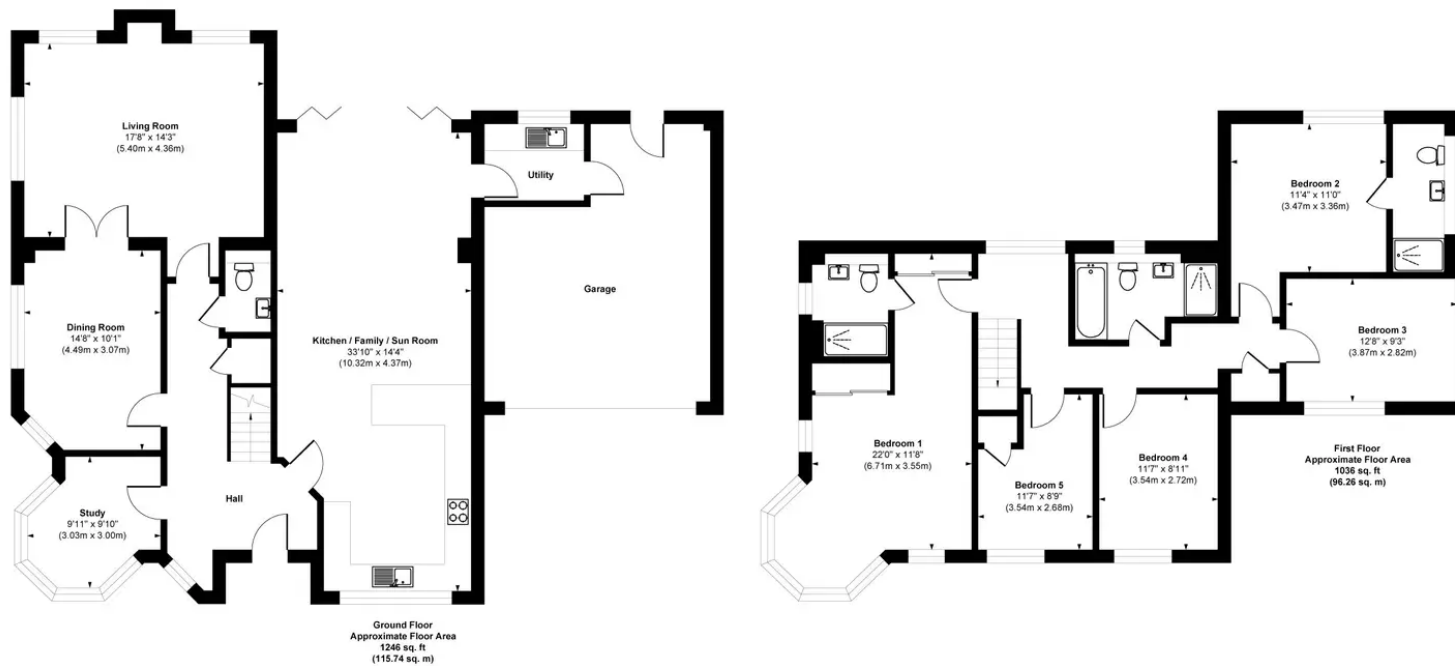 Living Room
17'8" x 14'3"
(5.40m x 4.36m)
Dining Room
14'8" x 10'1"
(4.49m x 3.07m)
Study
9'11" x 9'10"
(3.03m x 3.00m)
Hall
Kitchen / Family / Sun Room
33'10" x 14'4"
(10.32m x 4.37m)
Utility
Garage
Ground Floor
Approximate Floor Area
1246 sq. ft
(115.74 sq. m)
Bedroom 1
22'0" x 11'8"
(6.71m x 3.55m)
Bedroom 5
11'7" x 8'9"
(3.54m x 2.68m)
Bedroom 4
11'7" x 8'11"
(3.54m x 2.72m)
Bedroom 2
11'4" x 11'0"
(3.47m x 3.36m)
Bedroom 3
12'8" x 9'3"
(3.87m x 2.82m)
First Floor
Approximate Floor Area
1036 sq. ft
(96.26 sq. m)